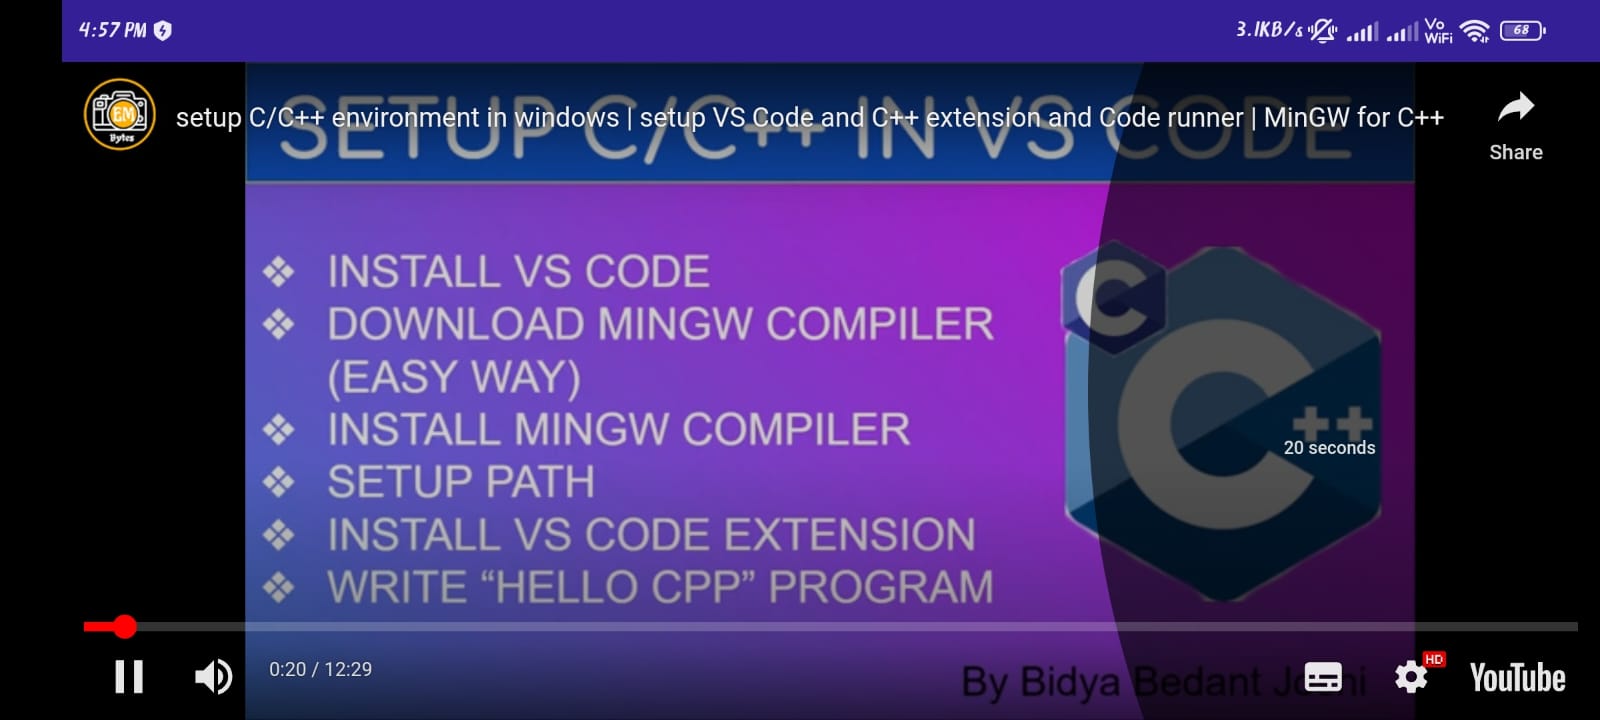 4:57 PM
3.1KB/s
Vo
WiFi
68
EM
Bytes
setup C/C++ environment in windows | setup VS Code and C++ extension and Code runner | MinGW for C++
Share
SETUP C/C++ IN VS CODE
❖ INSTALL VS CODE
❖ DOWNLOAD MINGW COMPILER
(EASY WAY)
❖ INSTALL MINGW COMPILER
❖ SETUP PATH
❖ INSTALL VS CODE EXTENSION
❖ WRITE “HELLO CPP” PROGRAM
C
C++
20 seconds
0:20 / 12:29
By Bidya Bedant Joshi
HD
YouTube